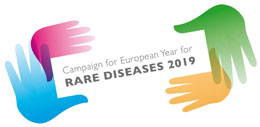 Campaign for European Year for
RARE DISEASES 2019